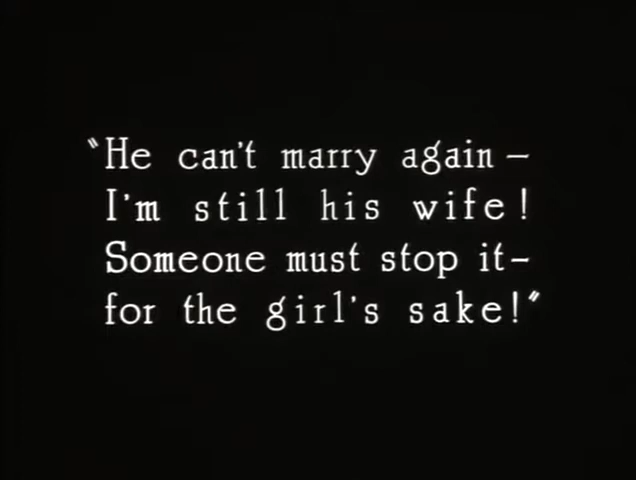 "He can't marry again —
I'm still his wife!
Someone must stop it—
for the girl's sake!"